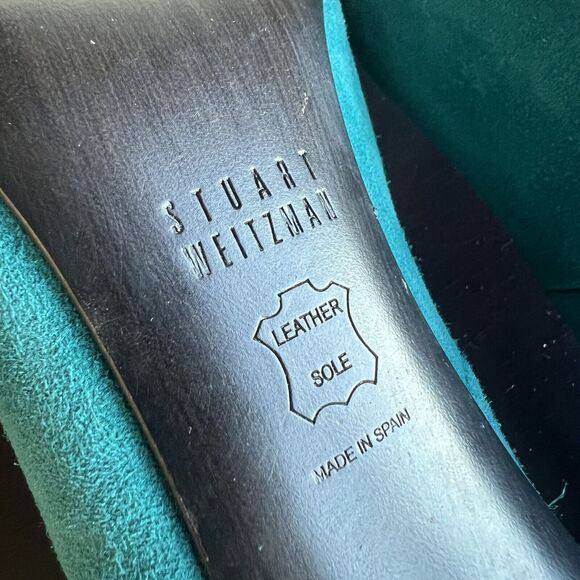 STUART
WEITZMAN
LEATHER
SOLE
MADE IN SPAIN